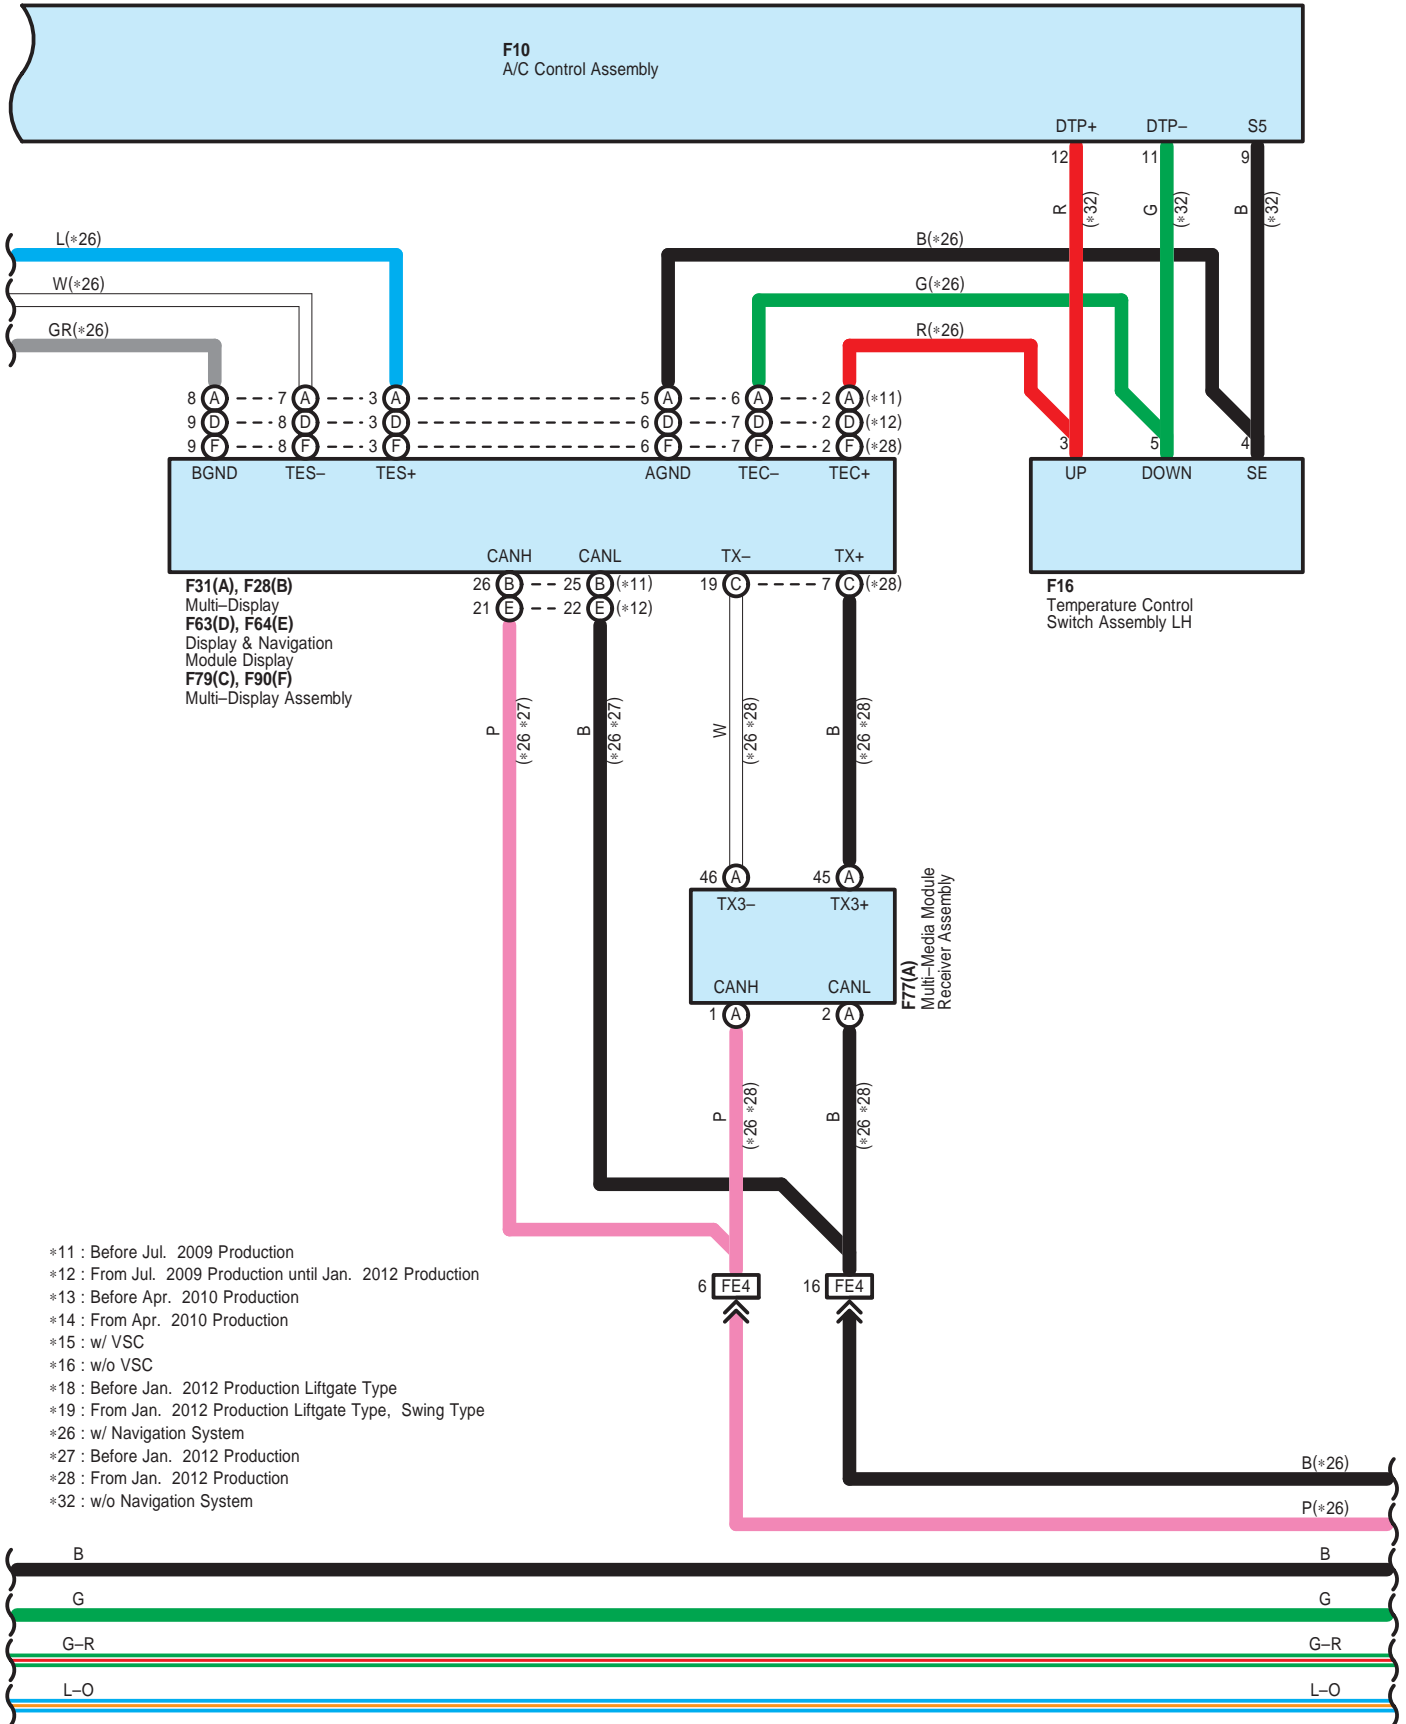 F10
A/C Control Assembly
DTP+ DTP– S5
12 11 9
R (∗32) G (∗32) B (∗32)
L(∗26) B(∗26)
W(∗26) G(∗26)
GR(∗26) R(∗26)
8 A 7 A 3 A 5 A 6 A 2 A (∗11)
9 D 8 D 3 D 6 D 7 D 2 D (∗12)
9 F 8 F 3 F 6 F 7 F 2 F (∗28)
3 5 4
BGND TES– TES+ AGND TEC– TEC+ UP DOWN SE
CANH CANL TX– TX+
26 B 25 B (∗11) 19 C 7 C (∗28)
21 E 22 E (∗12)
F31(A), F28(B)
Multi–Display
F63(D), F64(E)
Display & Navigation
Module Display
F79(C), F90(F)
Multi–Display Assembly
F16
Temperature Control
Switch Assembly LH
P (∗26 ∗27) B (∗26 ∗27) W (∗26 ∗28) B (∗26 ∗28)
46 A 45 A
TX3– TX3+
CANH CANL
F77(A)
Multi–Media Module
Receiver Assembly
1 A 2 A
P (∗26 ∗28) B (∗26 ∗28)
6 FE4 16 FE4
∗11 : Before Jul. 2009 Production
∗12 : From Jul. 2009 Production until Jan. 2012 Production
∗13 : Before Apr. 2010 Production
∗14 : From Apr. 2010 Production
∗15 : w/ VSC
∗16 : w/o VSC
∗18 : Before Jan. 2012 Production Liftgate Type
∗19 : From Jan. 2012 Production Liftgate Type, Swing Type
∗26 : w/ Navigation System
∗27 : Before Jan. 2012 Production
∗28 : From Jan. 2012 Production
∗32 : w/o Navigation System
B(∗26)
P(∗26)
B B
G G
G–R G–R
L–O L–O